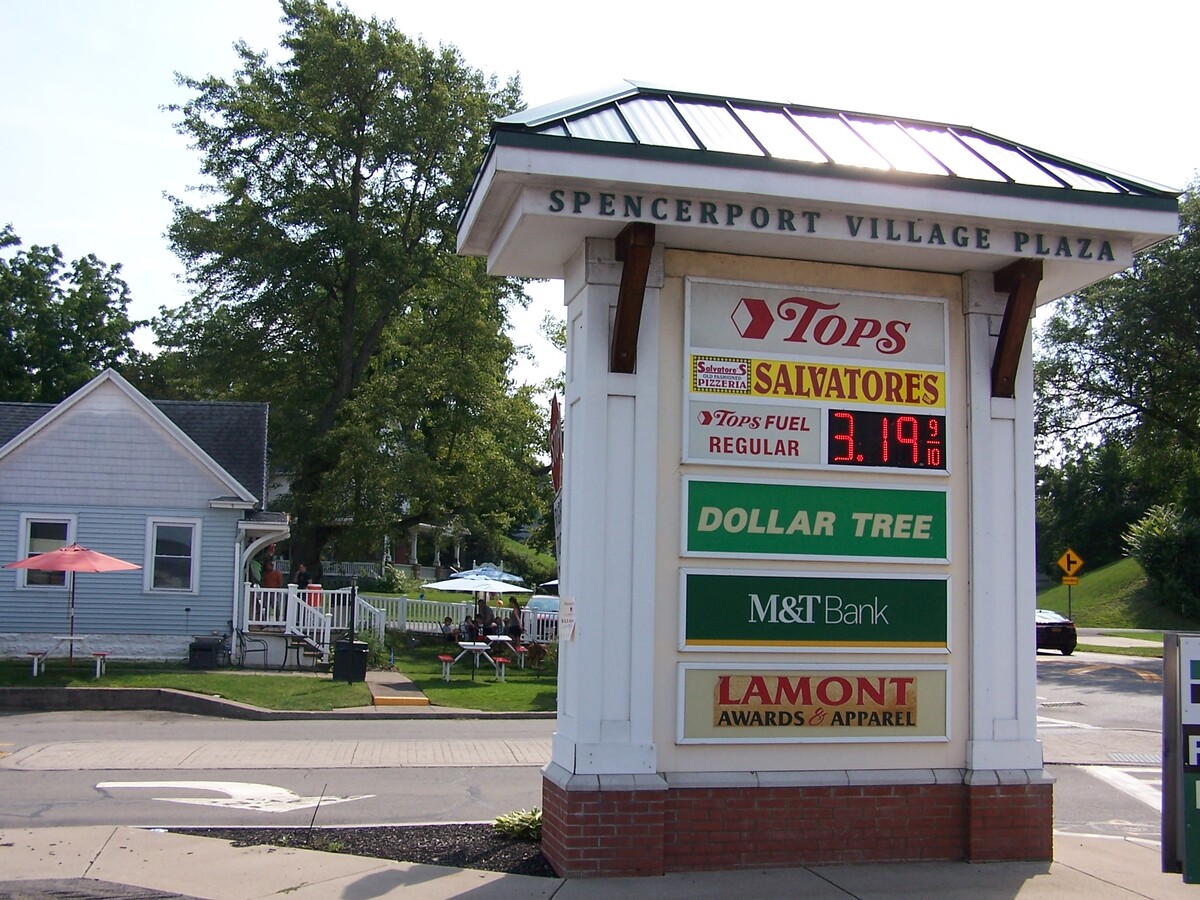 SPENCERPORT VILLAGE PLAZA
TOPS
Salvatore's
OLD FASHIONED
PIZZERIA
SALVATORE'S
TOPS FUEL
REGULAR
3.19 9/10
DOLLAR TREE
M&T Bank
LAMONT
AWARDS & APPAREL